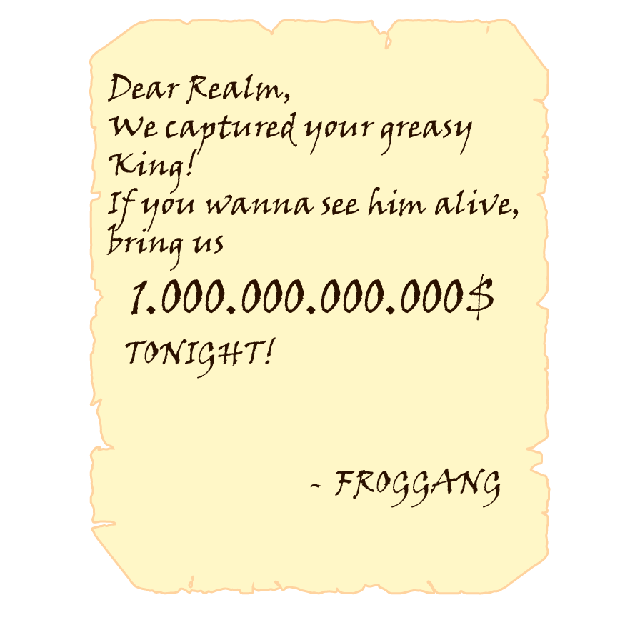 Dear Realm,
We captured your greasy
King!
If you wanna see him alive,
bring us
1.000.000.000.000$
TONIGHT!
- FROGGANG